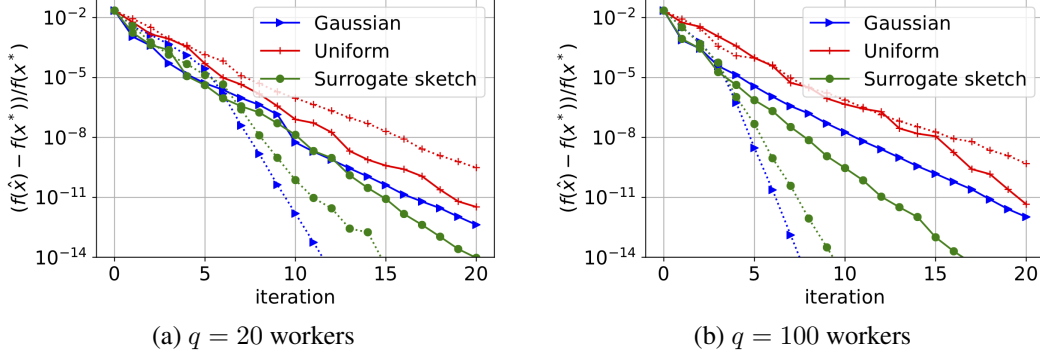 (f(x̂) − f(x*))/f(x*)
10⁻²
10⁻⁵
10⁻⁸
10⁻¹¹
10⁻¹⁴
0 5 10 15 20
iteration
Gaussian
Uniform
Surrogate sketch
(a) q = 20 workers
(f(x̂) − f(x*))/f(x*)
10⁻²
10⁻⁵
10⁻⁸
10⁻¹¹
10⁻¹⁴
0 5 10 15 20
iteration
Gaussian
Uniform
Surrogate sketch
(b) q = 100 workers